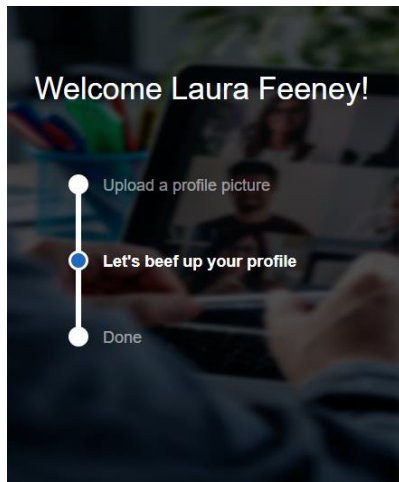 Welcome Laura Feeney!
Upload a profile picture
Let's beef up your profile
Done